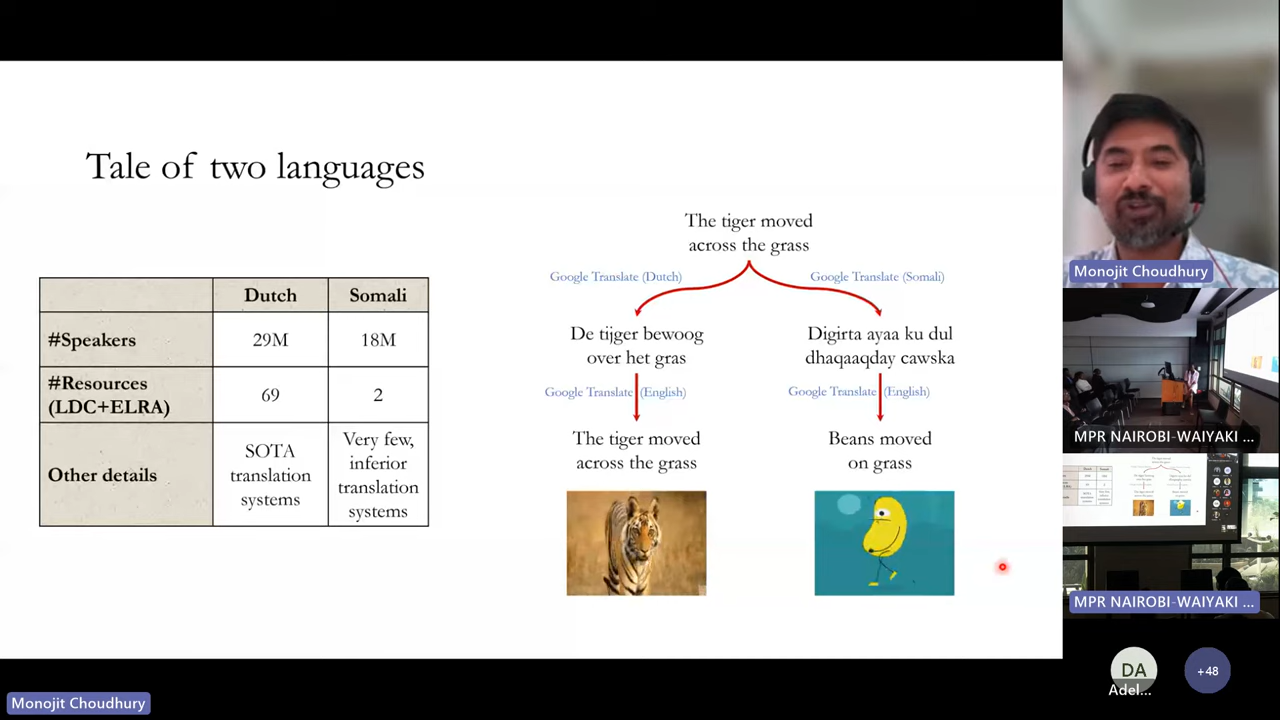 Tale of two languages
Dutch
Somali
#Speakers
29M
18M
#Resources
(LDC+ELRA)
69
2
Other details
SOTA
translation
systems
Very few,
inferior
translation
systems
The tiger moved
across the grass
Google Translate (Dutch)
Google Translate (Somali)
De tijger bewoog
over het gras
Digirta ayaa ku dul
dhaqaaqday cawska
Google Translate (English)
Google Translate (English)
The tiger moved
across the grass
Beans moved
on grass
Monojit Choudhury
MPR NAIROBI-WAIYAKI ...
MPR NAIROBI-WAIYAKI ...
DA
Adel...
+48
Monojit Choudhury